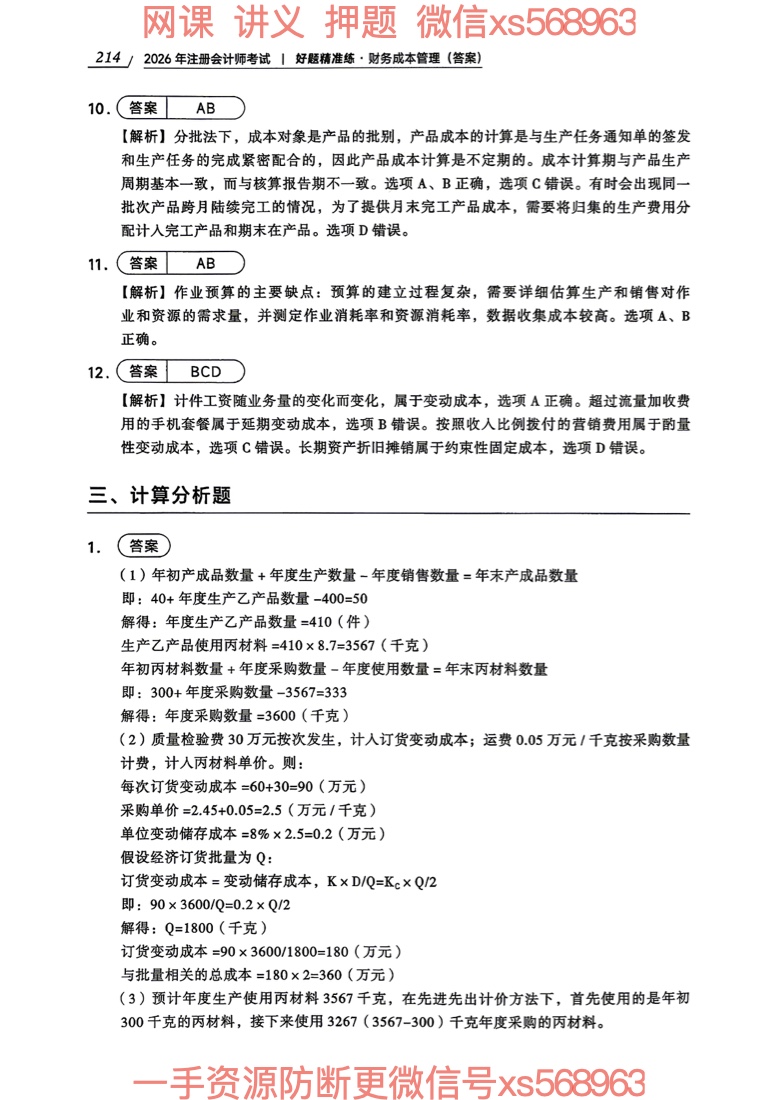 网课 讲义 押题 微信xs568963
214 / 2026年注册会计师考试 | 好题精准练·财务成本管理（答案）
10. 答案 AB
【解析】分批法下，成本对象是产品的批别，产品成本的计算是与生产任务通知单的签发
和生产任务的完成紧密配合的，因此产品成本计算是不定期的。成本计算期与产品生产
周期基本一致，而与核算报告期不一致。选项 A、B 正确，选项 C 错误。有时会出现同一
批次产品跨月陆续完工的情况，为了提供月末完工产品成本，需要将归集的生产费用分
配计入完工产品和期末在产品。选项 D 错误。
11. 答案 AB
【解析】作业预算的主要缺点：预算的建立过程复杂，需要详细估算生产和销售对作
业和资源的需求量，并测定作业消耗率和资源消耗率，数据收集成本较高。选项 A、B
正确。
12. 答案 BCD
【解析】计件工资随业务量的变化而变化，属于变动成本，选项 A 正确。超过流量加收费
用的手机套餐属于延期变动成本，选项 B 错误。按照收入比例拨付的营销费用属于酌量
性变动成本，选项 C 错误。长期资产折旧摊销属于约束性固定成本，选项 D 错误。
三、计算分析题
1. 答案
（1）年初产成品数量 + 年度生产数量 - 年度销售数量 = 年末产成品数量
即：40+ 年度生产乙产品数量 -400=50
解得：年度生产乙产品数量 =410（件）
生产乙产品使用丙材料 =410 × 8.7=3567（千克）
年初丙材料数量 + 年度采购数量 - 年度使用数量 = 年末丙材料数量
即：300+ 年度采购数量 -3567=333
解得：年度采购数量 =3600（千克）
（2）质量检验费 30 万元按次发生，计入订货变动成本；运费 0.05 万元 / 千克按采购数量
计费，计入丙材料单价。则：
每次订货变动成本 =60+30=90（万元）
采购单价 =2.45+0.05=2.5（万元 / 千克）
单位变动储存成本 =8% × 2.5=0.2（万元）
假设经济订货批量为 Q：
订货变动成本 = 变动储存成本，K × D/Q=Kc × Q/2
即：90 × 3600/Q=0.2 × Q/2
解得：Q=1800（千克）
订货变动成本 =90 × 3600/1800=180（万元）
与批量相关的总成本 =180 × 2=360（万元）
（3）预计年度生产使用丙材料 3567 千克，在先进先出计价方法下，首先使用的是年初
300 千克的丙材料，接下来使用 3267（3567-300）千克年度采购的丙材料。
一手资源防断更微信号xs568963